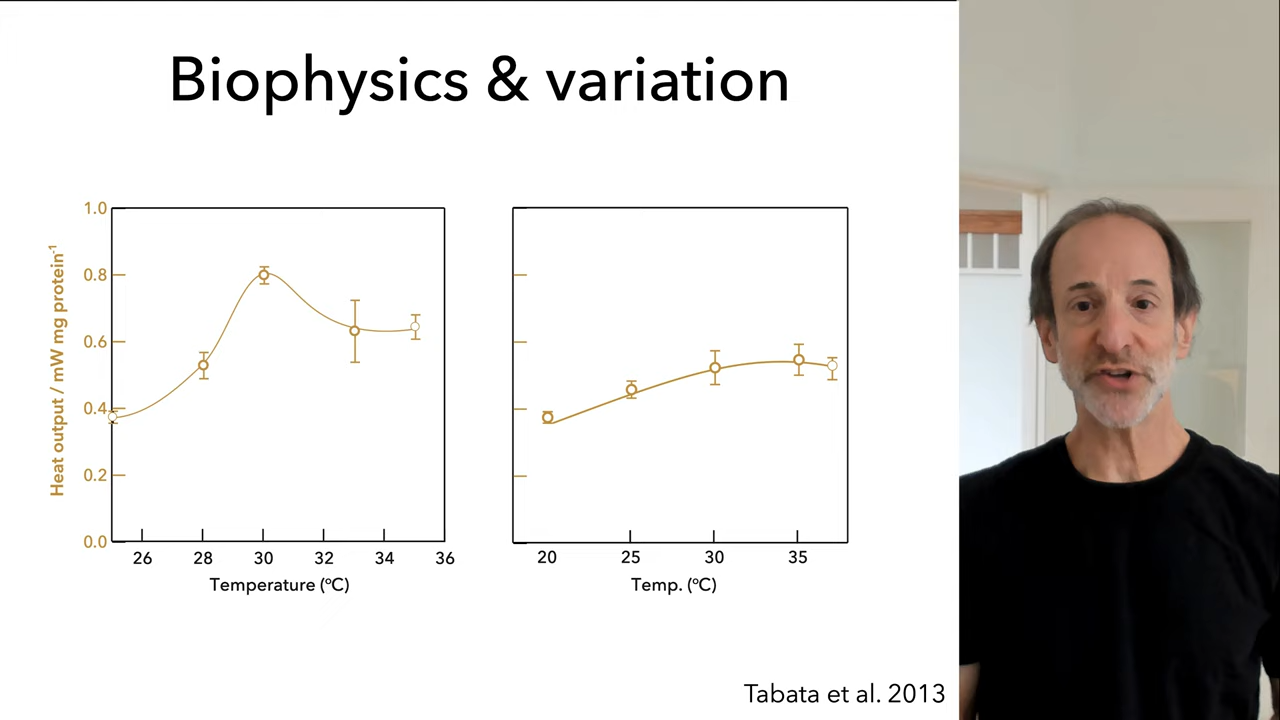 Biophysics & variation
Heat output / mW mg protein⁻¹
1.0
0.8
0.6
0.4
0.2
0.0
26 28 30 32 34 36
Temperature (ºC)
20 25 30 35
Temp. (ºC)
Tabata et al. 2013